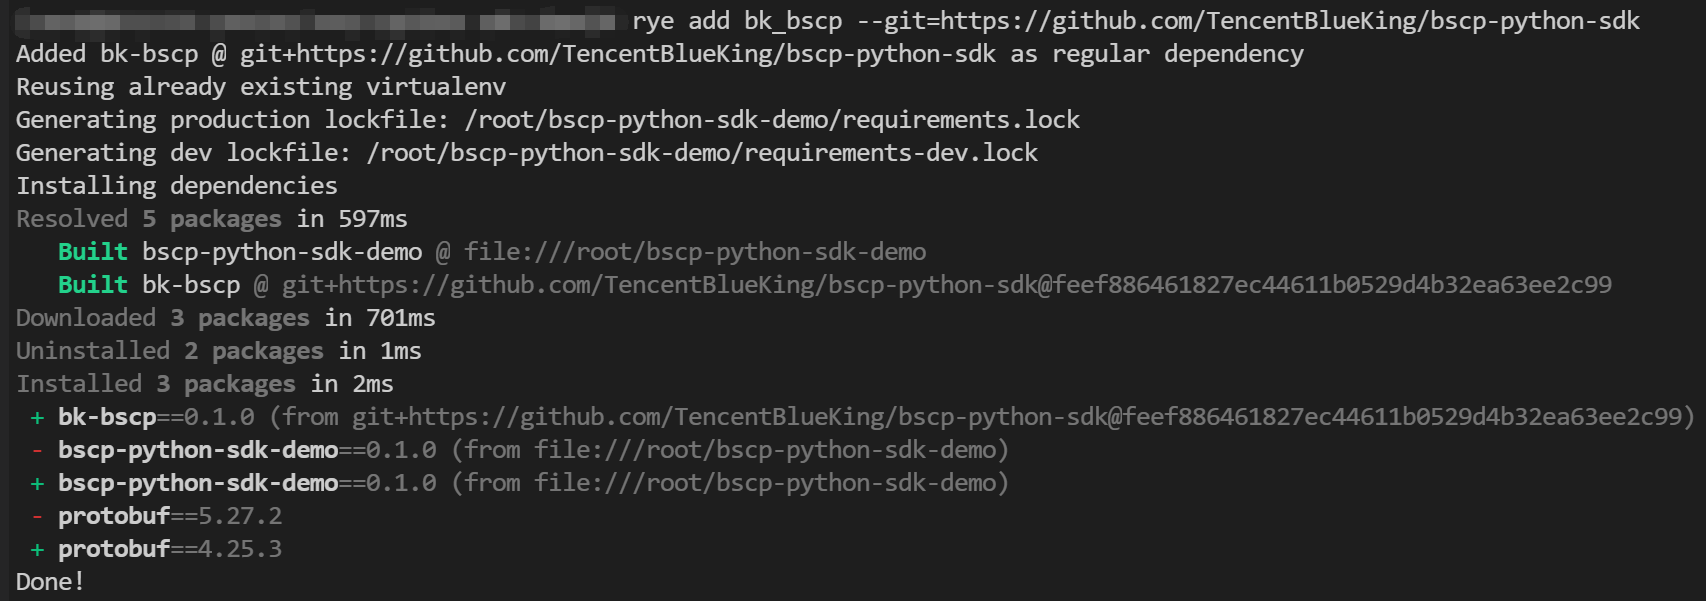 rye add bk_bscp --git=https://github.com/TencentBlueKing/bscp-python-sdk
Added bk-bscp @ git+https://github.com/TencentBlueKing/bscp-python-sdk as regular dependency
Reusing already existing virtualenv
Generating production lockfile: /root/bscp-python-sdk-demo/requirements.lock
Generating dev lockfile: /root/bscp-python-sdk-demo/requirements-dev.lock
Installing dependencies
Resolved 5 packages in 597ms
Built bscp-python-sdk-demo @ file:///root/bscp-python-sdk-demo
Built bk-bscp @ git+https://github.com/TencentBlueKing/bscp-python-sdk@feef886461827ec44611b0529d4b32ea63ee2c99
Downloaded 3 packages in 701ms
Uninstalled 2 packages in 1ms
Installed 3 packages in 2ms
+ bk-bscp==0.1.0 (from git+https://github.com/TencentBlueKing/bscp-python-sdk@feef886461827ec44611b0529d4b32ea63ee2c99)
- bscp-python-sdk-demo==0.1.0 (from file:///root/bscp-python-sdk-demo)
+ bscp-python-sdk-demo==0.1.0 (from file:///root/bscp-python-sdk-demo)
- protobuf==5.27.2
+ protobuf==4.25.3
Done!